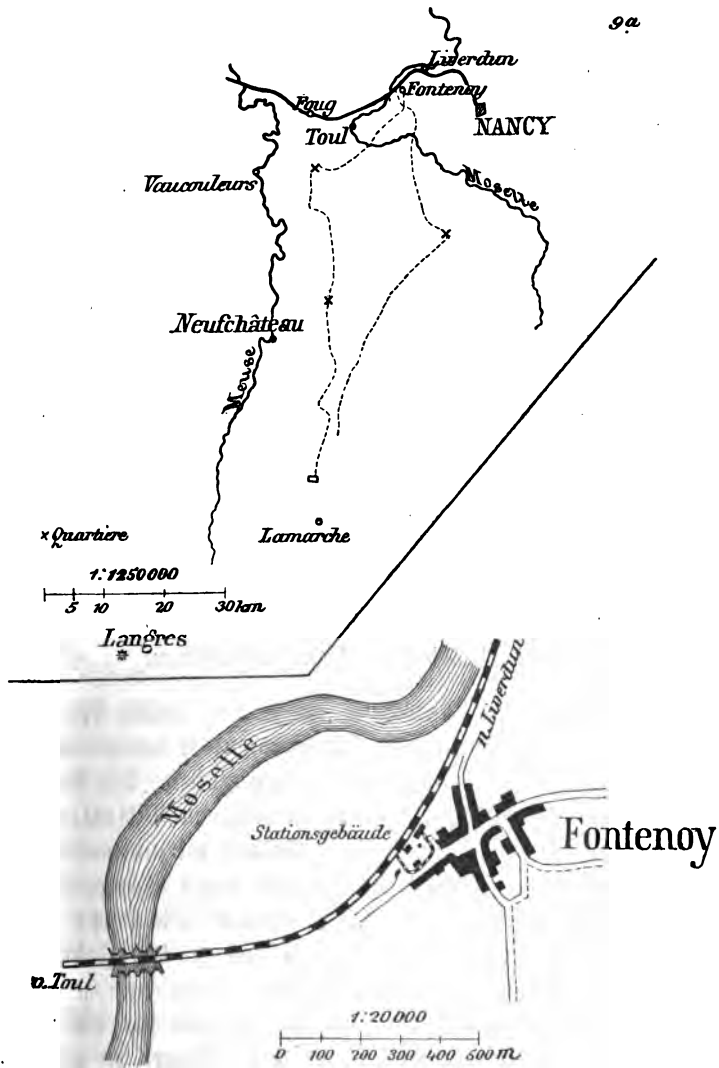 9a
Liverdun
Fontenoy
Foug
Toul
NANCY
Vaucouleurs
Moselle
Neufchâteau
Meuse
Lamarche
× Quartiere
1:1250000
5 10 20 30 km
Langres
n. Liverdun
Moselle
Stationsgebäude
Fontenoy
v. Toul
1:20000
0 100 200 300 400 500 m